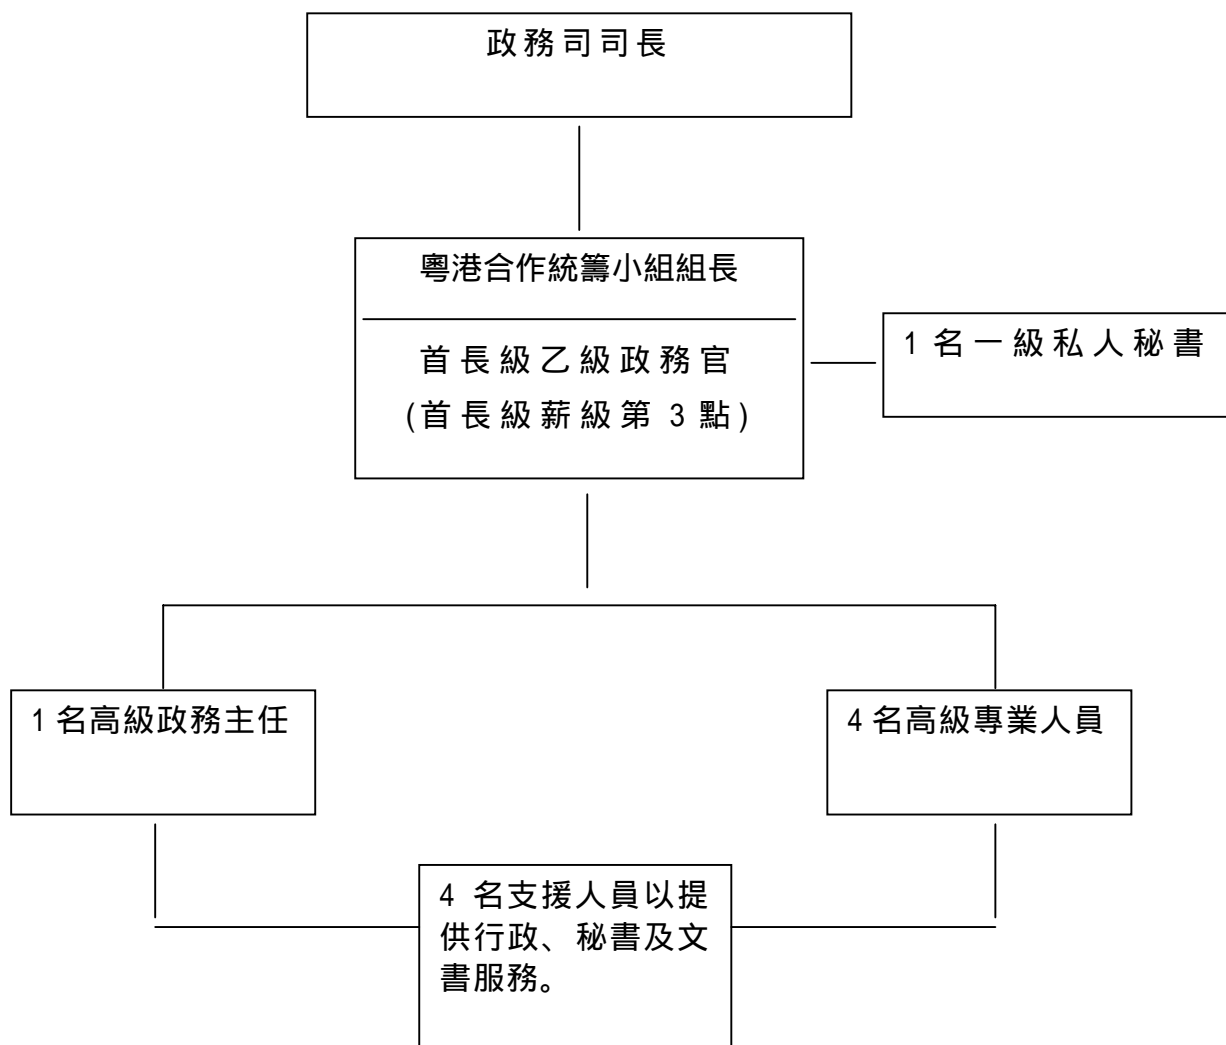 政務司司長
粵港合作統籌小組組長
首長級乙級政務官
(首長級薪級第 3 點)
1 名一級私人秘書
1 名高級政務主任
4 名高級專業人員
4 名支援人員以提
供行政、秘書及文
書服務。